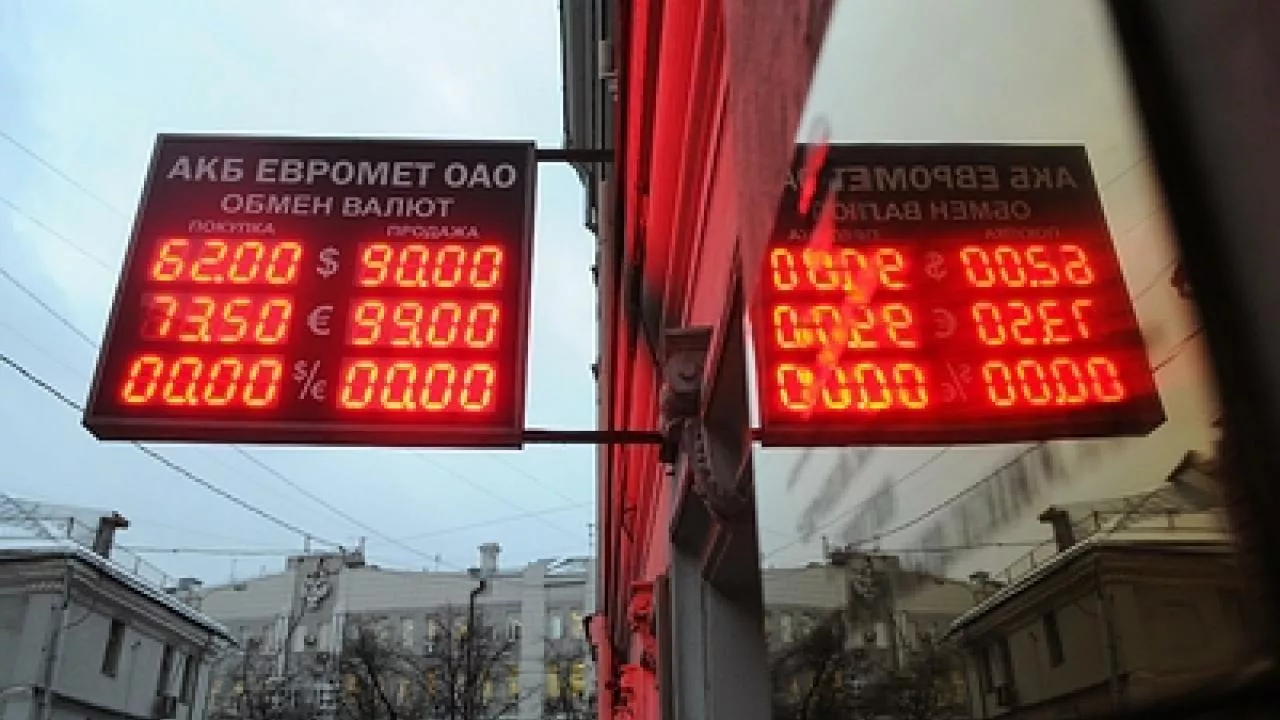 АКБ ЕВРОМЕТ ОАО
ОБМЕН ВАЛЮТ
ПОКУПКА ПРОДАЖА
62.00 $ 90.00
73.50 € 99.00
00.00 $/€ 00.00